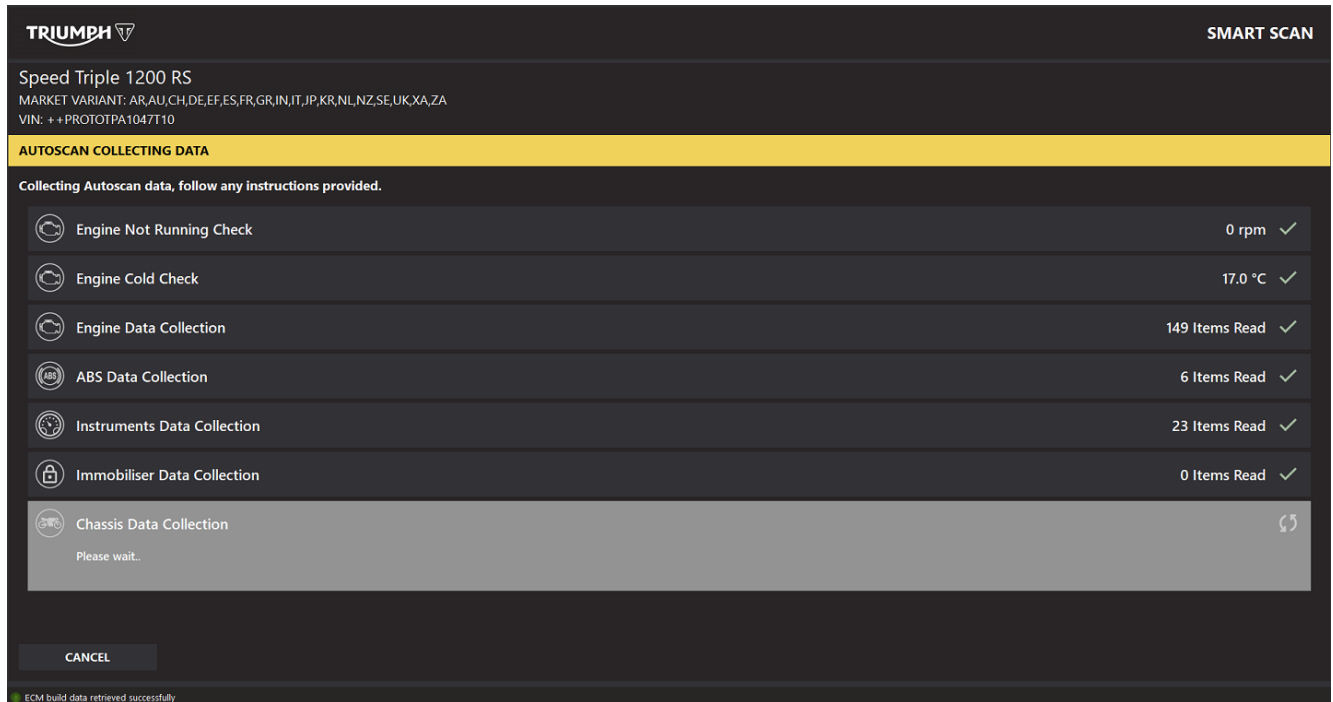 TRIUMPH
SMART SCAN
Speed Triple 1200 RS
MARKET VARIANT: AR,AU,CH,DE,EF,ES,FR,GR,IN,IT,JP,KR,NL,NZ,SE,UK,XA,ZA
VIN: ++PROTOTPA1047T10
AUTOSCAN COLLECTING DATA
Collecting Autoscan data, follow any instructions provided.
Engine Not Running Check 0 rpm
Engine Cold Check 17.0 °C
Engine Data Collection 149 Items Read
ABS ABS Data Collection 6 Items Read
Instruments Data Collection 23 Items Read
Immobiliser Data Collection 0 Items Read
Chassis Data Collection
Please wait..
CANCEL
ECM build data retrieved successfully